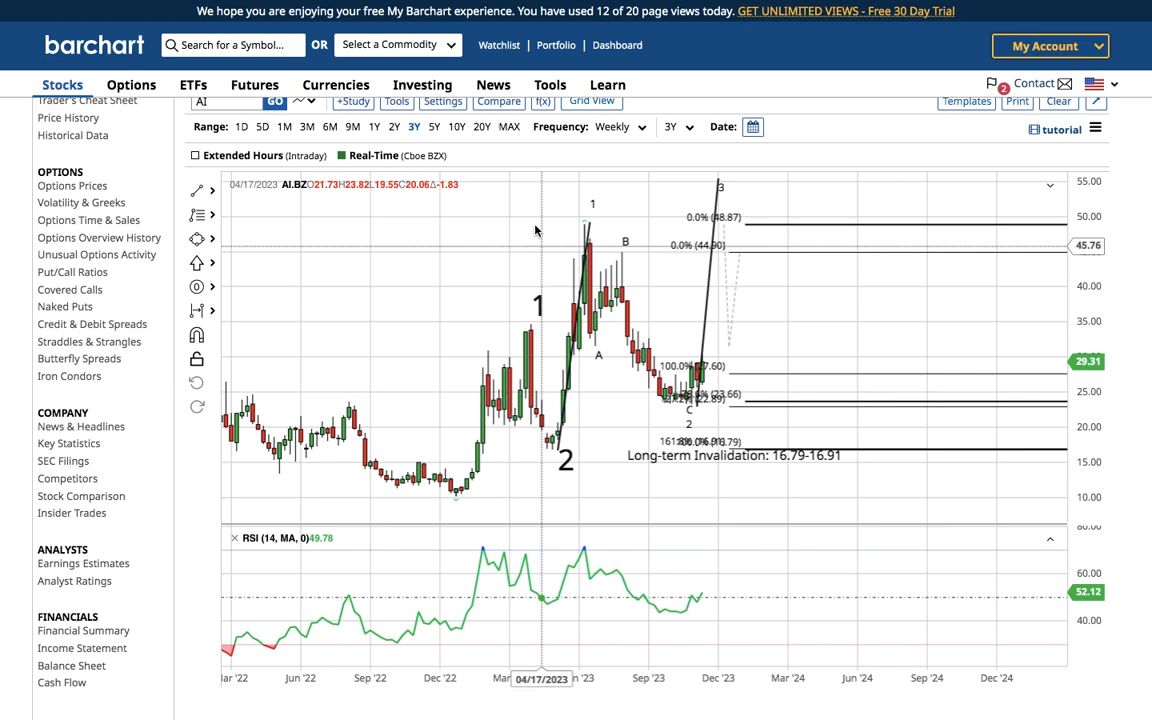 We hope you are enjoying your free My Barchart experience. You have used 12 of 20 page views today. GET UNLIMITED VIEWS - Free 30 Day Trial
barchart Search for a Symbol... OR Select a Commodity Watchlist | Portfolio | Dashboard My Account
Stocks Options ETFs Futures Currencies Investing News Tools Learn 2 Contact
Trader's Cheat Sheet
Price History
Historical Data
OPTIONS
Options Prices
Volatility & Greeks
Options Time & Sales
Options Overview History
Unusual Options Activity
Put/Call Ratios
Covered Calls
Naked Puts
Credit & Debit Spreads
Straddles & Strangles
Butterfly Spreads
Iron Condors
COMPANY
News & Headlines
Key Statistics
SEC Filings
Competitors
Stock Comparison
Insider Trades
ANALYSTS
Earnings Estimates
Analyst Ratings
FINANCIALS
Financial Summary
Income Statement
Balance Sheet
Cash Flow
AI GO +Study Tools Settings Compare f(x) Grid View Templates Print Clear
Range: 1D 5D 1M 3M 6M 9M 1Y 2Y 3Y 5Y 10Y 20Y MAX Frequency: Weekly 3Y Date: tutorial
Extended Hours (Intraday) Real-Time (Cboe BZX)
04/17/2023 AI.BZ O21.73 H23.82 L19.55 C20.06 Δ-1.83
55.00
3
1
0.0% (48.87)
50.00
B
0.0% (44.90)
45.76
40.00
1
35.00
A
100.0% (27.60)
29.31
25.00
C
2
20.00
2
Long-term Invalidation: 16.79-16.91
15.00
10.00
RSI (14, MA, 0) 49.78
80.00
60.00
52.12
40.00
Jun '22 Sep '22 Dec '22 04/17/2023 Sep '23 Dec '23 Mar '24 Jun '24 Sep '24 Dec '24